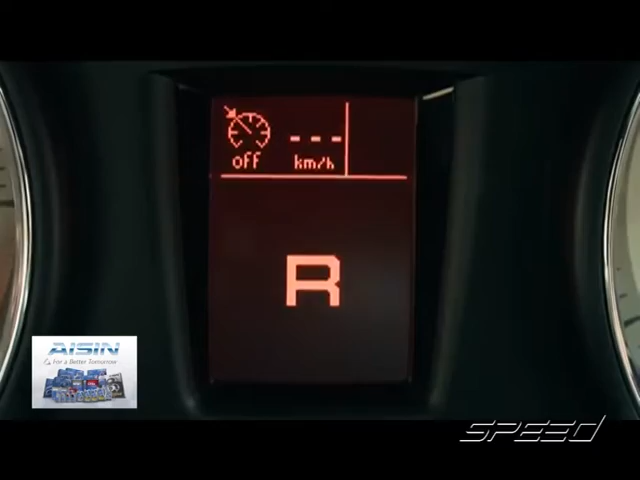 off
--- km/h
R
AISIN
For a Better Tomorrow
SPEED